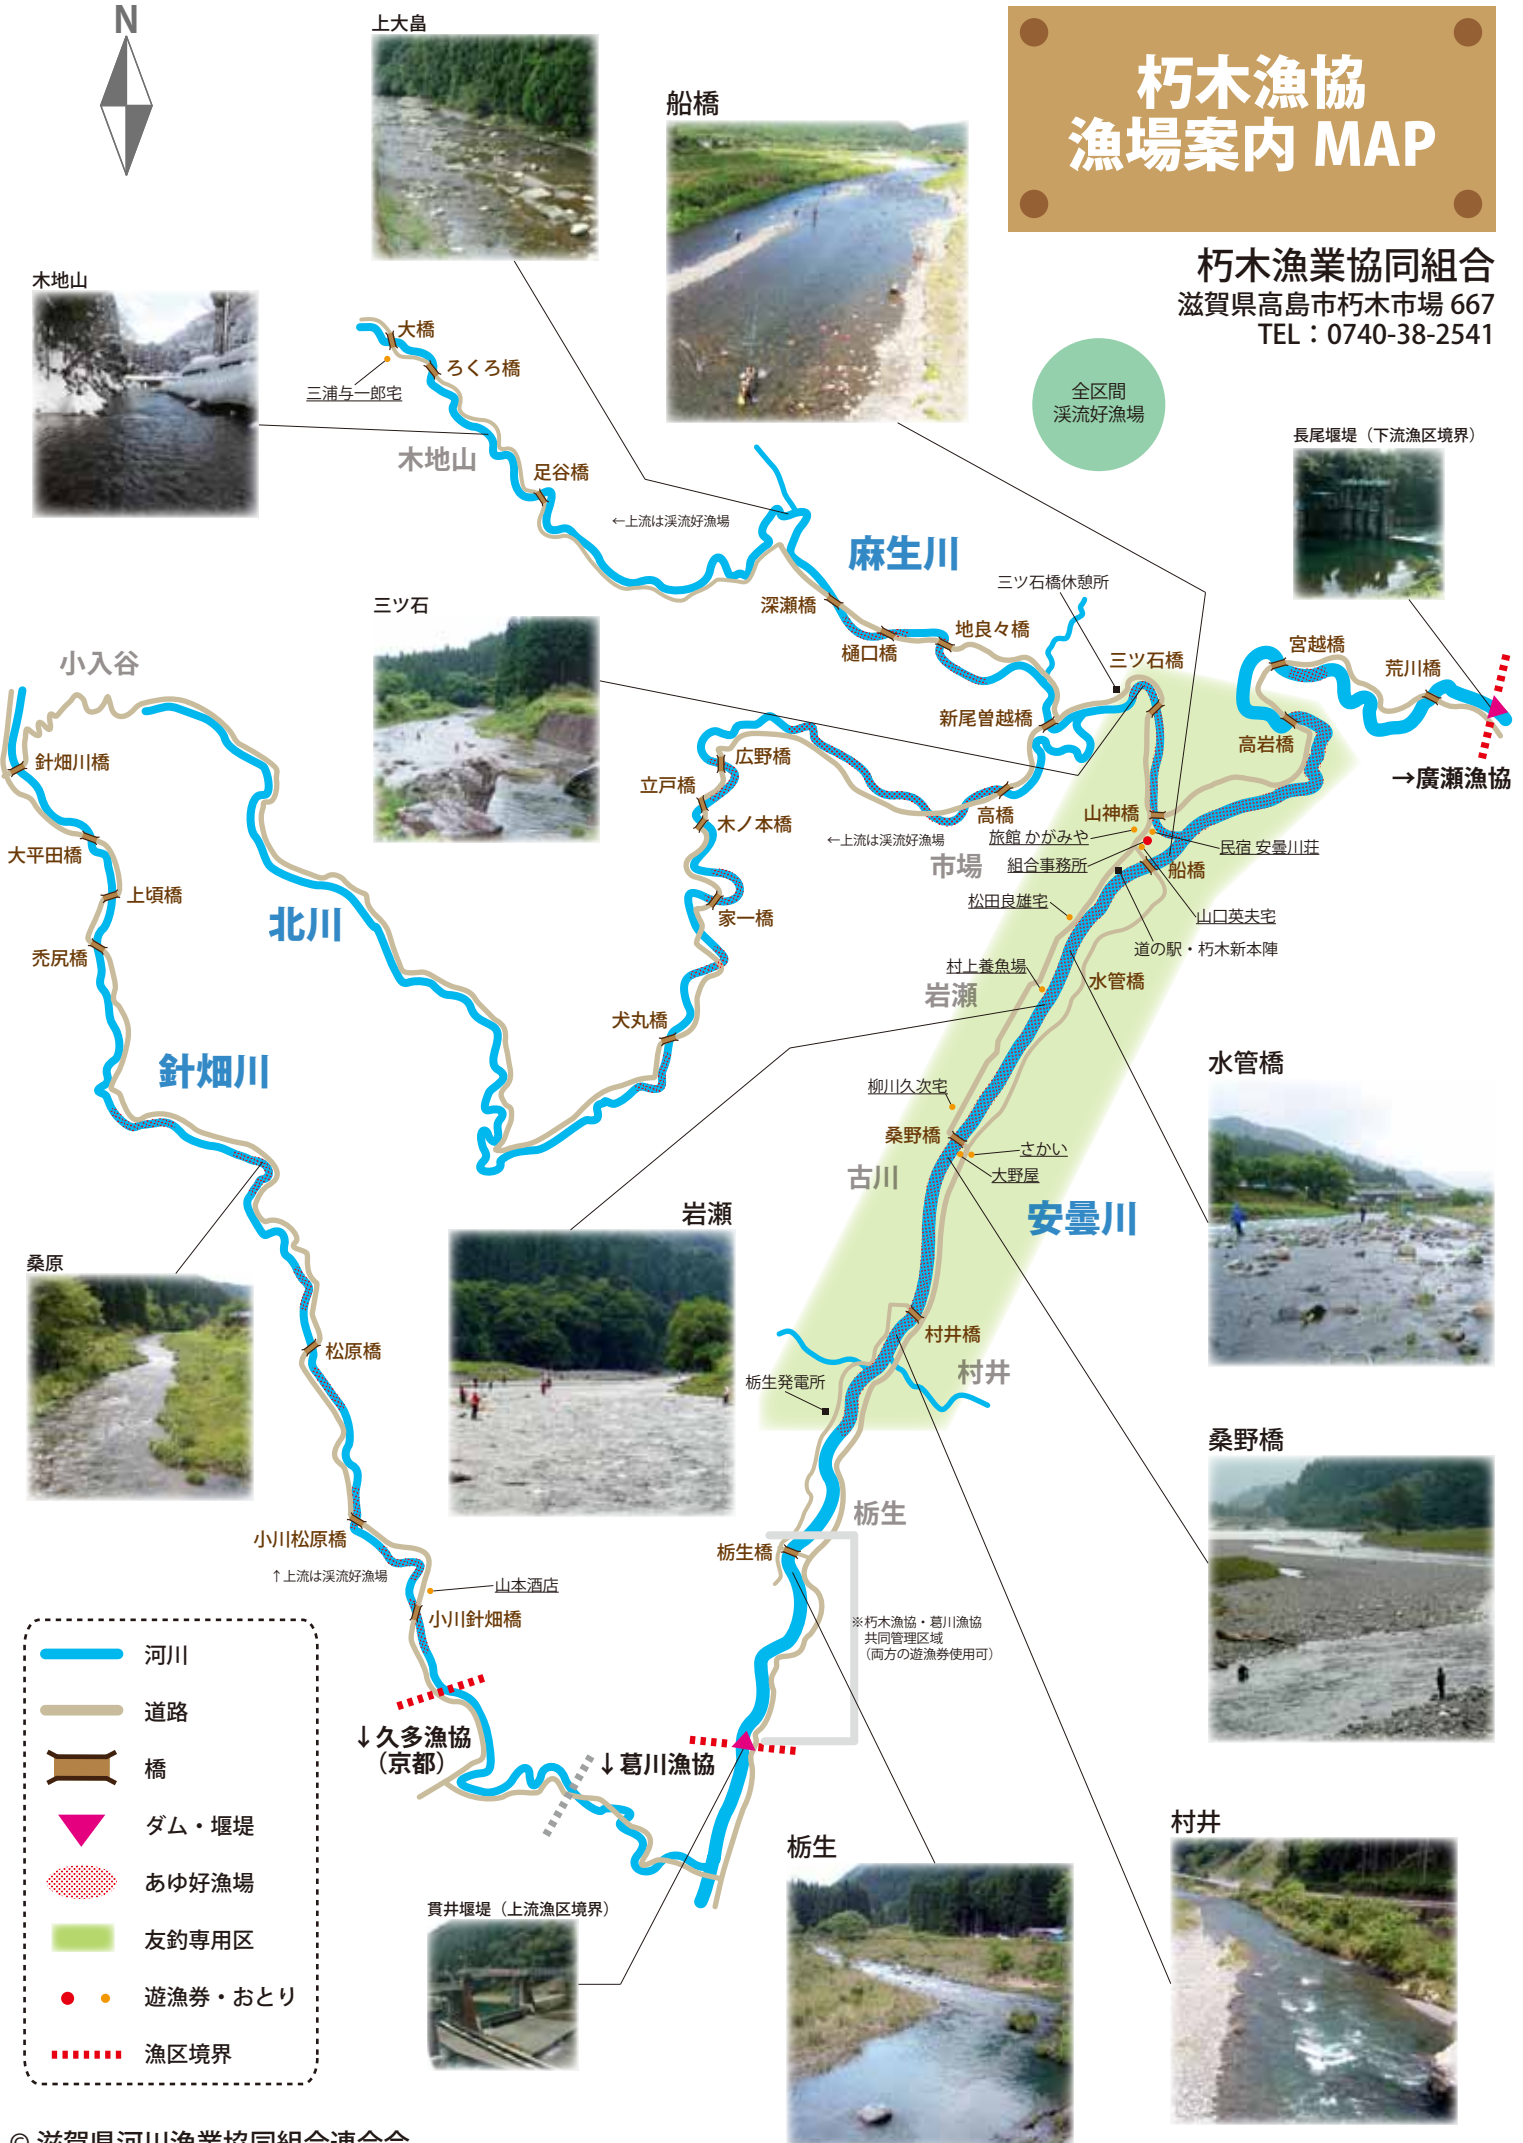 N
上大畠
船橋
朽木漁協
漁場案内 MAP
朽木漁業協同組合
滋賀県高島市朽木市場 667
TEL：0740-38-2541
木地山
大橋
ろくろ橋
三浦与一郎宅
木地山
足谷橋
←上流は渓流好漁場
全区間
渓流好漁場
長尾堰堤（下流漁区境界）
麻生川
三ツ石橋休憩所
三ツ石
深瀬橋
樋口橋
地良々橋
三ツ石橋
宮越橋
荒川橋
小入谷
新尾曽越橋
高岩橋
→廣瀬漁協
針畑川橋
広野橋
立戸橋
木ノ本橋
高橋
山神橋
←上流は渓流好漁場
旅館 かがみや
民宿 安曇川荘
大平田橋
市場
組合事務所
船橋
上頃橋
北川
家一橋
松田良雄宅
山口英夫宅
禿尻橋
道の駅・朽木新本陣
村上養魚場
水管橋
岩瀬
犬丸橋
針畑川
水管橋
柳川久次宅
桑野橋
さかい
古川
大野屋
岩瀬
安曇川
桑原
村井橋
松原橋
村井
栃生発電所
桑野橋
栃生
小川松原橋
栃生橋
↑上流は渓流好漁場
山本酒店
小川針畑橋
※朽木漁協・葛川漁協
共同管理区域
（両方の遊漁券使用可）
河川
道路
橋
ダム・堰堤
あゆ好漁場
友釣専用区
遊漁券・おとり
漁区境界
↓久多漁協
（京都）
↓葛川漁協
村井
栃生
貫井堰堤（上流漁区境界）
© 滋賀県河川漁業協同組合連合会